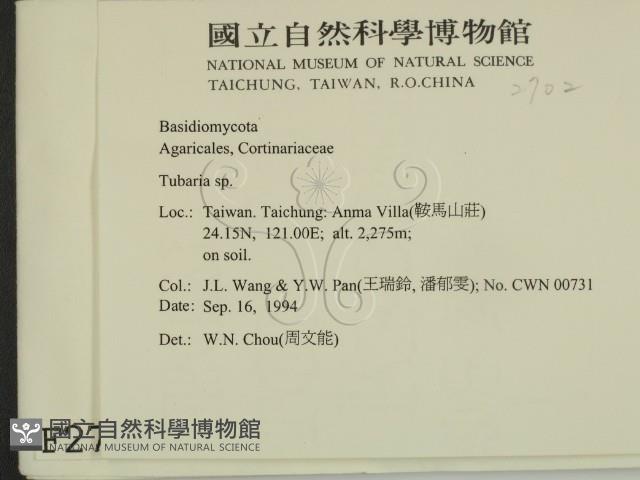 國立自然科學博物館
NATIONAL MUSEUM OF NATURAL SCIENCE
TAICHUNG, TAIWAN, R.O.CHINA
2702
Basidiomycota
Agaricales, Cortinariaceae
Tubaria sp.
Loc.: Taiwan. Taichung: Anma Villa(鞍馬山莊)
24.15N, 121.00E; alt. 2,275m;
on soil.
Col.: J.L. Wang & Y.W. Pan(王瑞鈴, 潘郁雯); No. CWN 00731
Date: Sep. 16, 1994
Det.: W.N. Chou(周文能)
F27
國立自然科學博物館
NATIONAL MUSEUM OF NATURAL SCIENCE